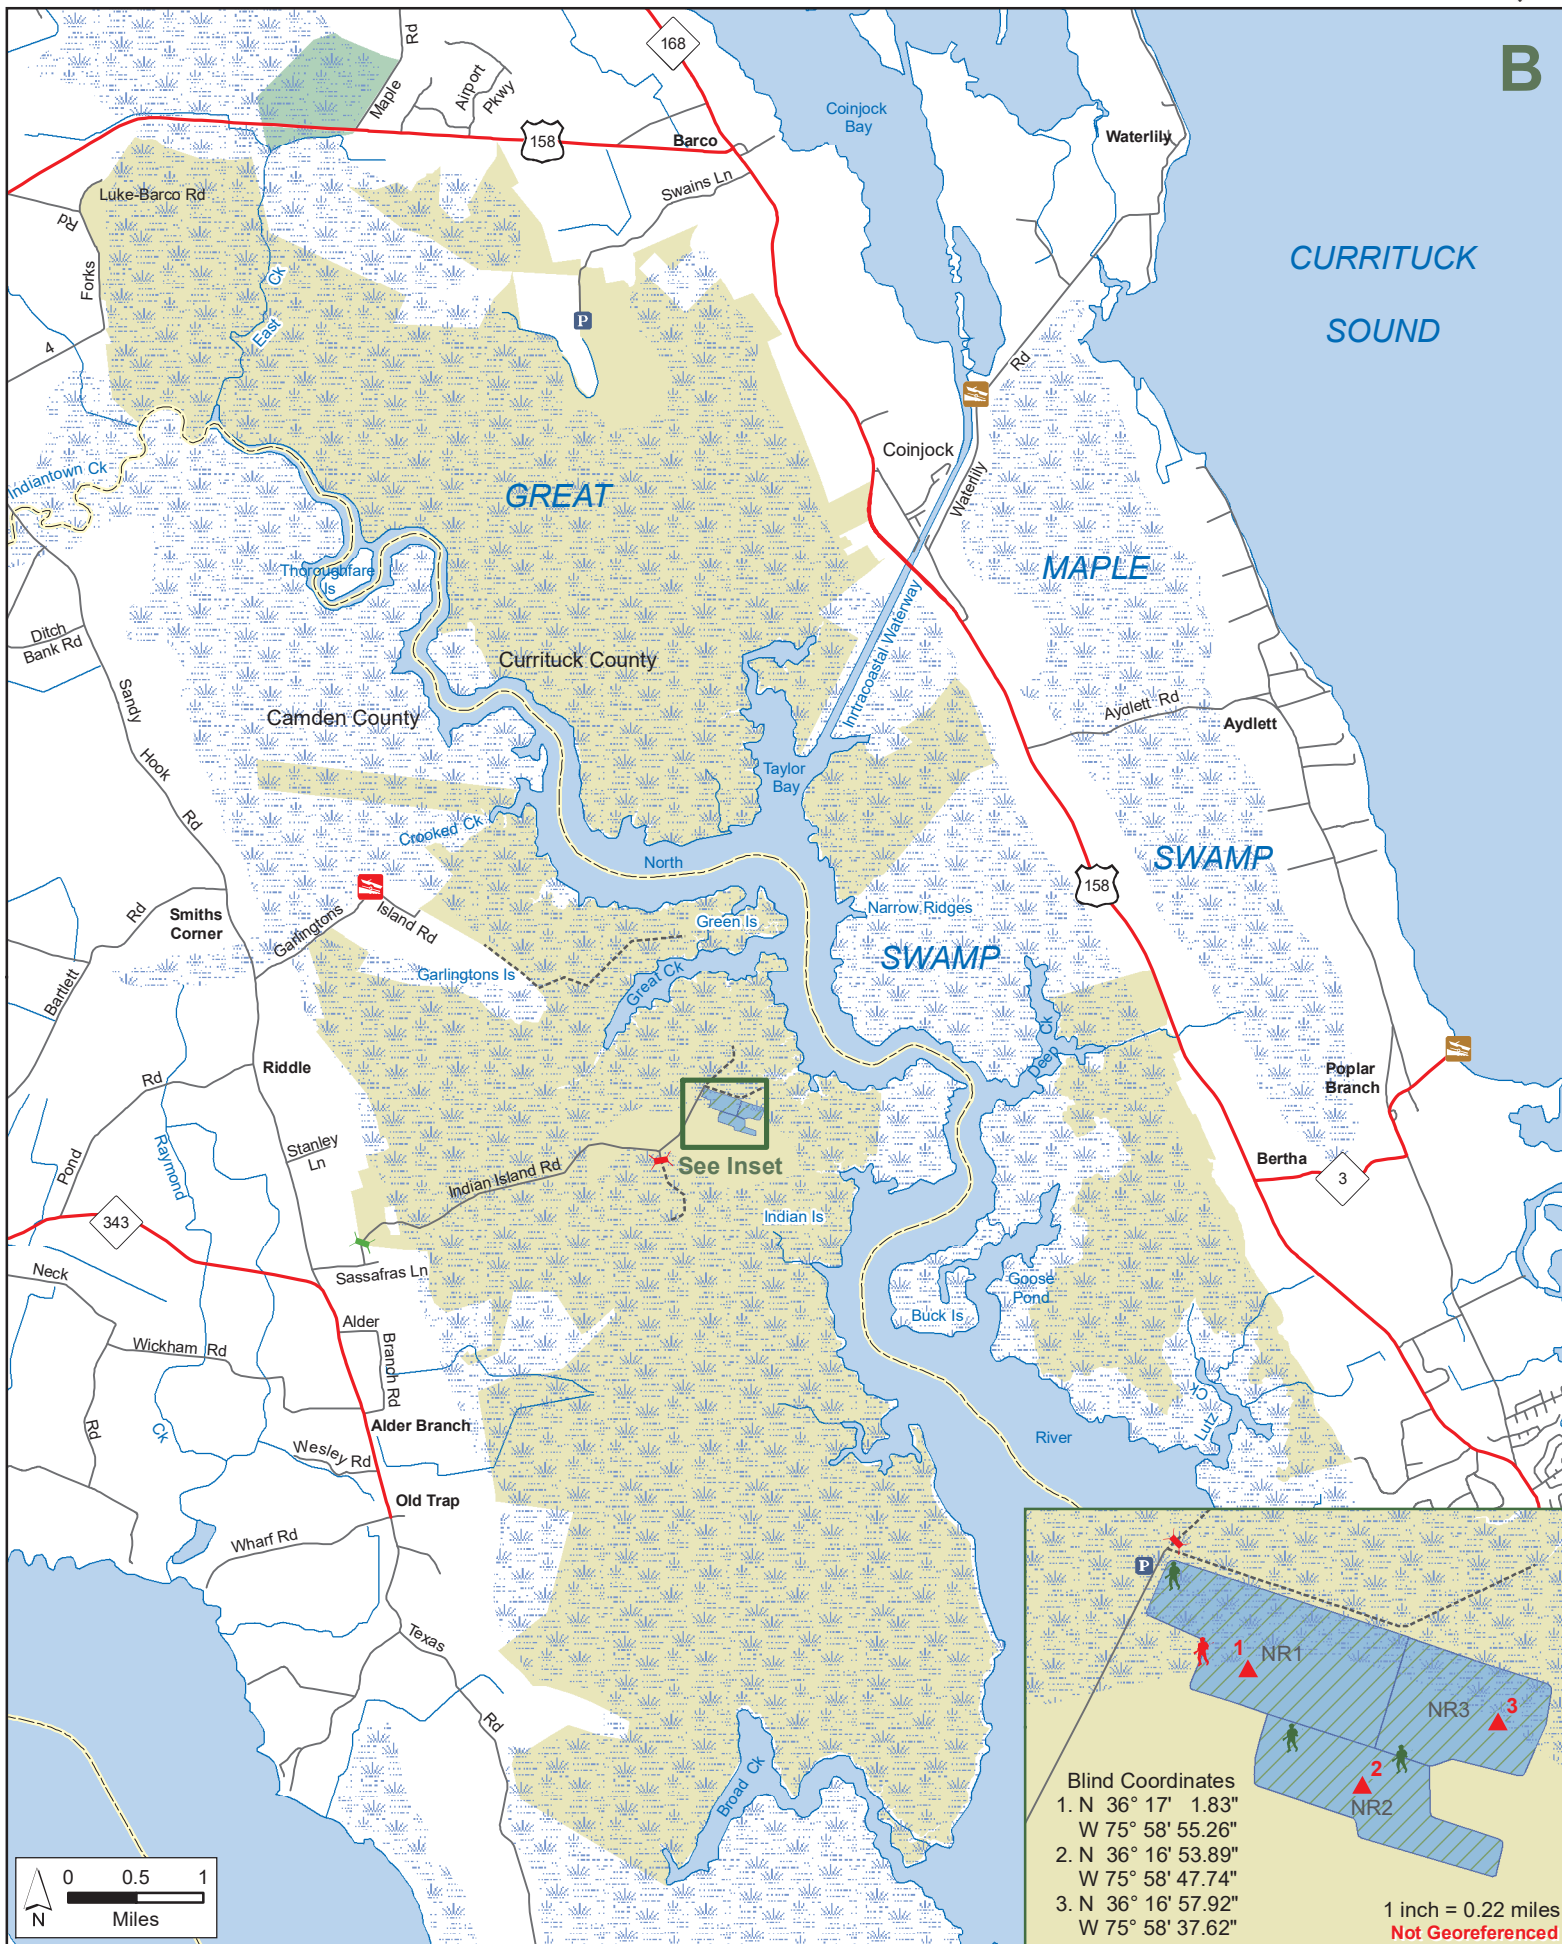 B
168
Rd
Maple
Airport
Pkwy
158
Barco
Coinjock
Bay
Waterlily
Swains Ln
Luke-Barco Rd
Rd
Forks
4
Ck
East
P
CURRITUCK
SOUND
Rd
Coinjock
Waterlily
Indiantown Ck
GREAT
MAPLE
Thoroughfare
Is
Ditch
Bank Rd
Intracoastal Waterway
Currituck County
Camden County
Sandy
Hook
Rd
Aydlett Rd
Aydlett
Taylor
Bay
Crooked Ck
North
SWAMP
158
Rd
Smiths
Corner
Garlingtons
Island Rd
Green Is
Narrow Ridges
SWAMP
Garlingtons Is
Great Ck
Bartlett
Deep
Ck
Riddle
Rd
Pond
Raymond
Stanley
Ln
Poplar
Branch
See Inset
Indian Island Rd
Bertha
3
Indian Is
343
Neck
Sassafras Ln
Goose
Pond
Buck Is
Alder
Branch Rd
Wickham Rd
Rd
Ck
Alder Branch
Wesley Rd
Lutz
Ck
River
Old Trap
Wharf Rd
Texas
Rd
Broad Ck
P
1
NR1
NR3
3
2
NR2
Blind Coordinates
1. N 36° 17' 1.83"
W 75° 58' 55.26"
2. N 36° 16' 53.89"
W 75° 58' 47.74"
3. N 36° 16' 57.92"
W 75° 58' 37.62"
1 inch = 0.22 miles
Not Georeferenced
N
0 0.5 1
Miles